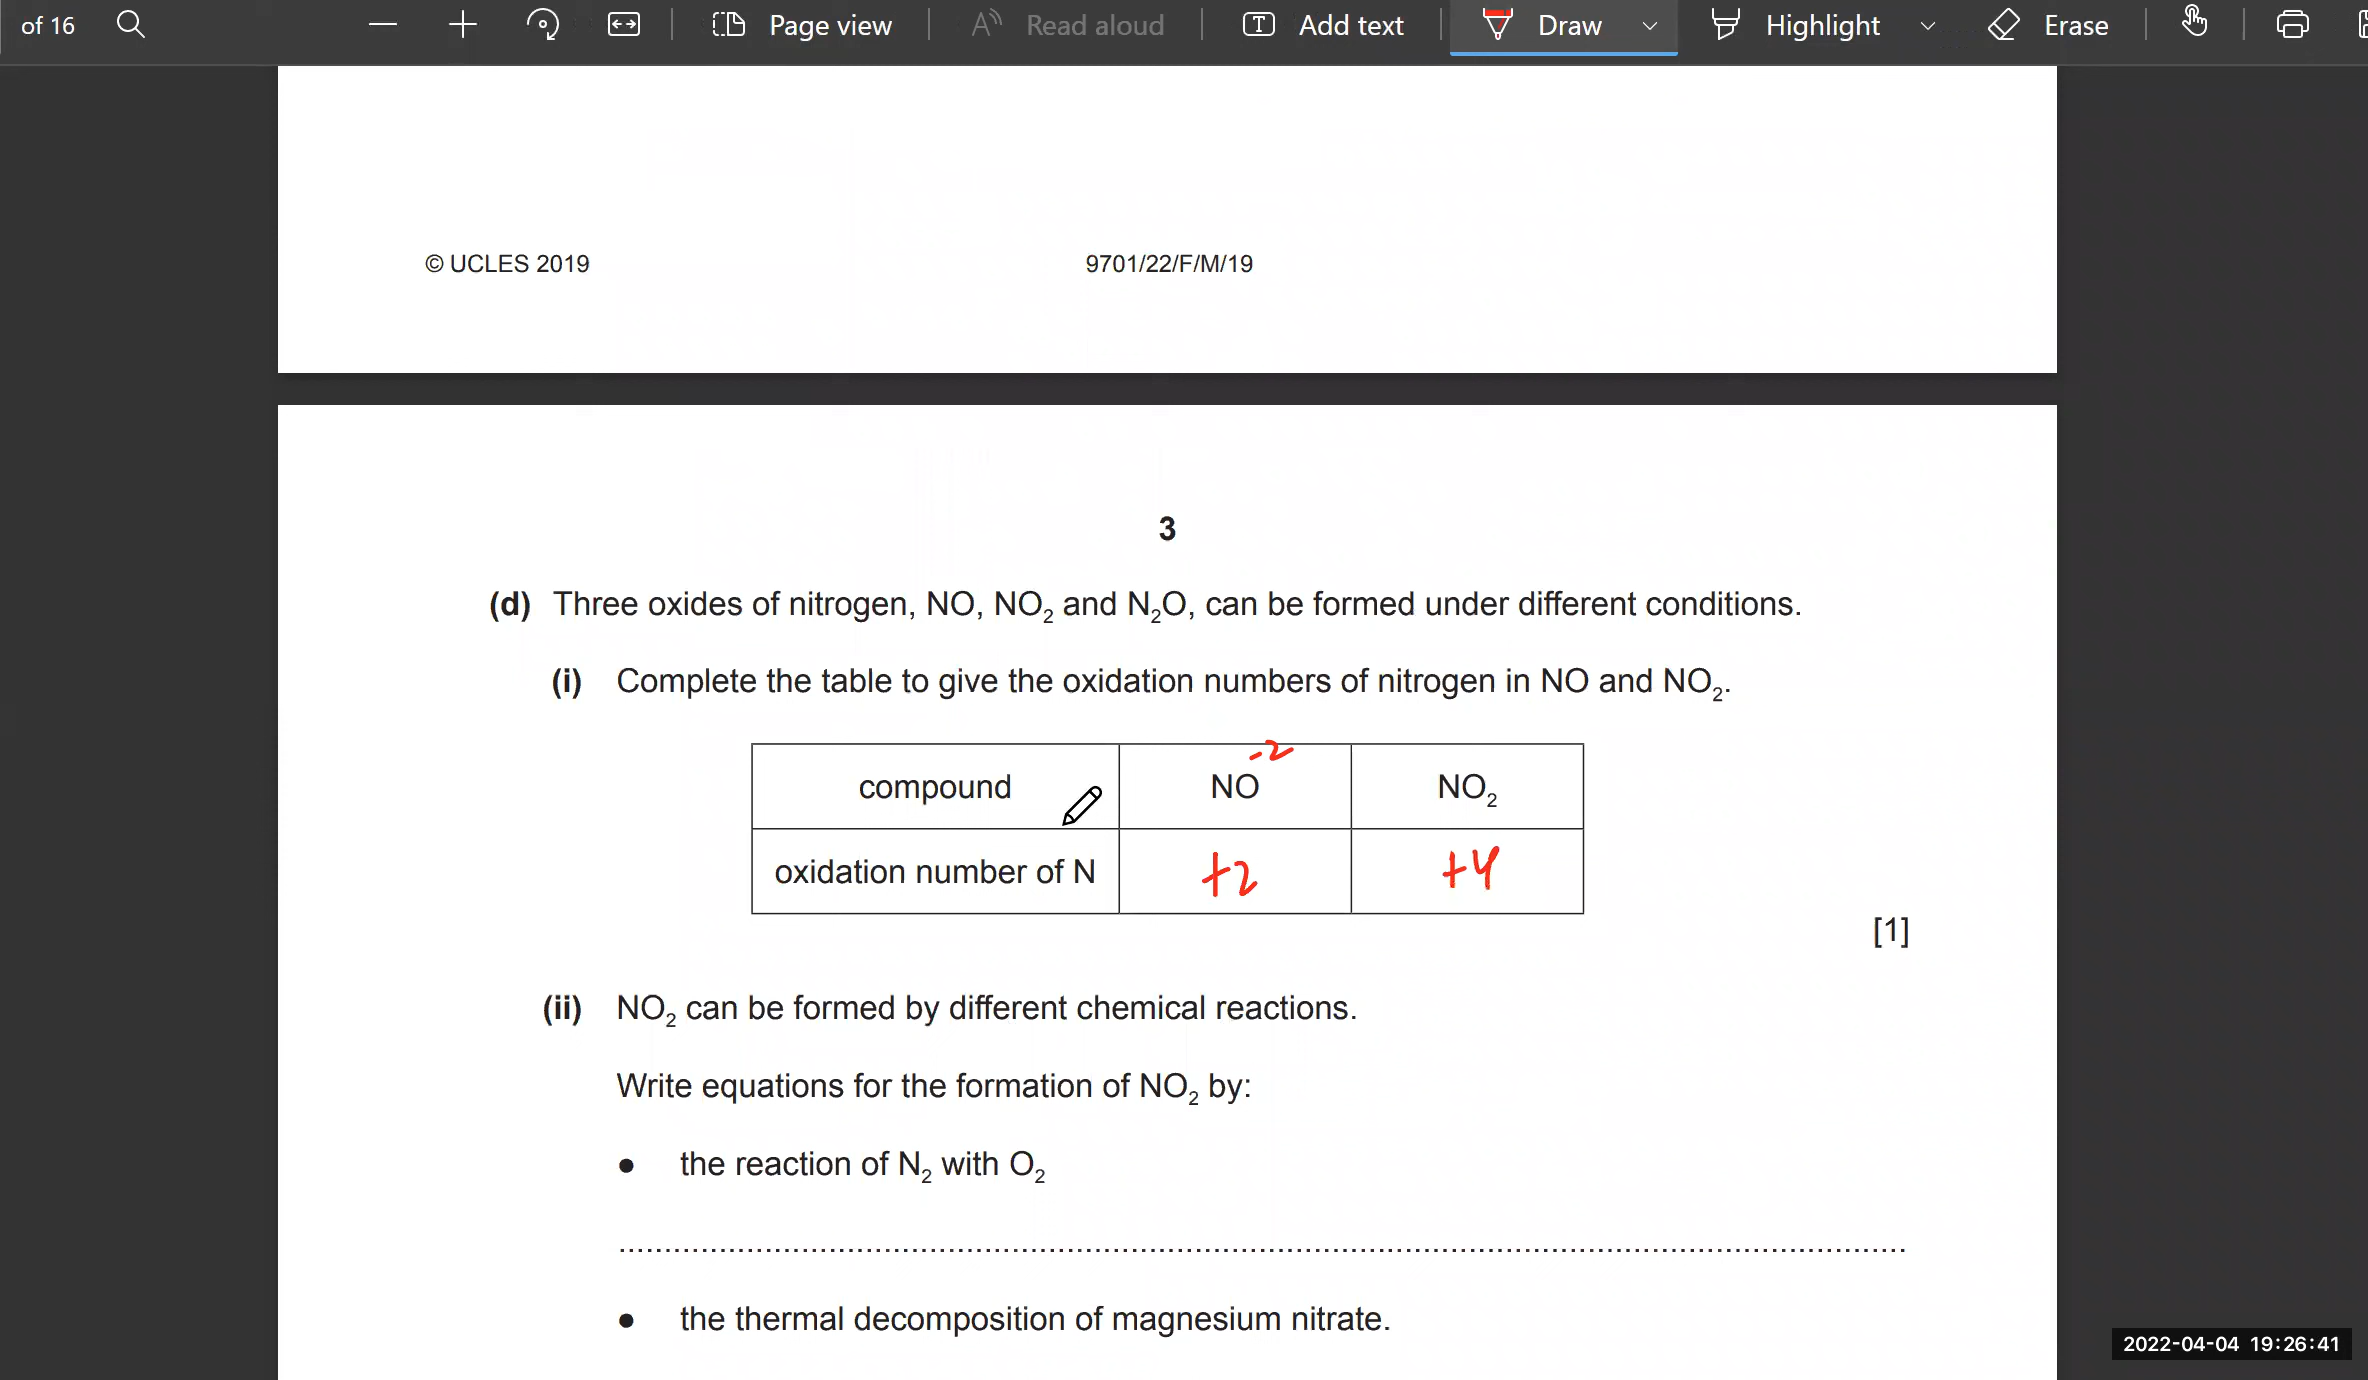 of 16 Page view Read aloud Add text Draw Highlight Erase
© UCLES 2019 9701/22/F/M/19
3
(d) Three oxides of nitrogen, NO, NO₂ and N₂O, can be formed under different conditions.
(i) Complete the table to give the oxidation numbers of nitrogen in NO and NO₂.
-2
compound NO NO₂
oxidation number of N +2 +4
[1]
(ii) NO₂ can be formed by different chemical reactions.
Write equations for the formation of NO₂ by:
● the reaction of N₂ with O₂
● the thermal decomposition of magnesium nitrate.
2022-04-04 19:26:41